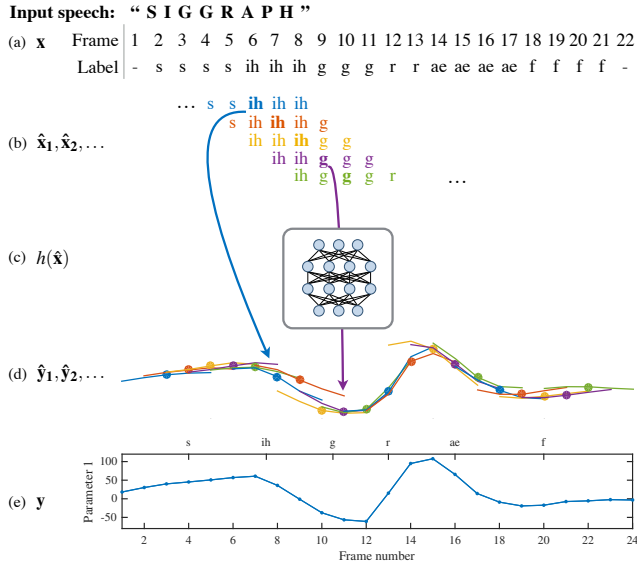 Input speech: “ S I G G R A P H ”
(a) x Frame 1 2 3 4 5 6 7 8 9 10 11 12 13 14 15 16 17 18 19 20 21 22
Label - s s s s ih ih ih g g g r r ae ae ae ae f f f f -
... s s ih ih ih
s ih ih ih g
(b) x̂₁, x̂₂, ... ih ih ih g g
ih ih g g g
ih g g g r ...
(c) h(x̂)
(d) ŷ₁, ŷ₂, ...
s ih g r ae f
(e) y Parameter 1
100
50
0
-50
2 4 6 8 10 12 14 16 18 20 22 24
Frame number